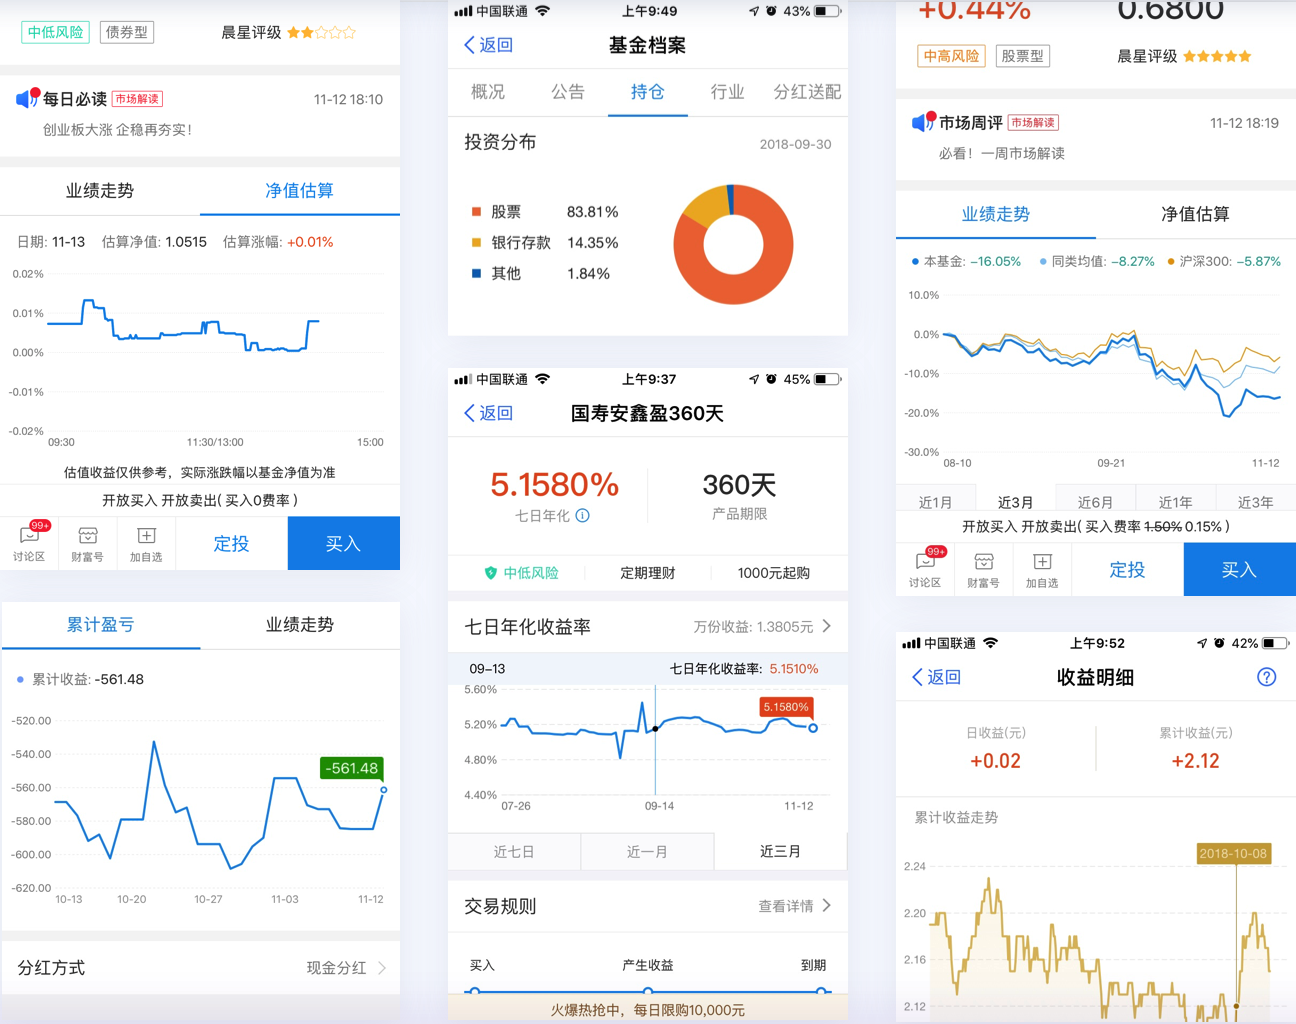 中低风险 债券型 晨星评级
每日必读 市场解读 11-12 18:10
创业板大涨 企稳再夯实！
业绩走势 净值估算
日期: 11-13 估算净值: 1.0515 估算涨幅: +0.01%
0.02%
0.01%
0.00%
-0.01%
-0.02%
09:30 11:30/13:00 15:00
估值收益仅供参考，实际涨跌幅以基金净值为准
开放买入 开放卖出( 买入0费率 )
99+
讨论区 财富号 加自选 定投 买入
累计盈亏 业绩走势
累计收益: -561.48
-520.00
-540.00
-561.48
-560.00
-580.00
-600.00
-620.00
10-13 10-20 10-27 11-03 11-12
分红方式 现金分红
中国联通 上午9:49 43%
返回 基金档案
概况 公告 持仓 行业 分红送配
投资分布 2018-09-30
股票 83.81%
银行存款 14.35%
其他 1.84%
中国联通 上午9:37 45%
返回 国寿安鑫盈360天
5.1580% 360天
七日年化 产品期限
中低风险 定期理财 1000元起购
七日年化收益率 万份收益: 1.3805元
09-13 七日年化收益率: 5.1510%
5.60%
5.1580%
5.20%
4.80%
4.40%
07-26 09-14 11-12
近七日 近一月 近三月
交易规则 查看详情
买入 产生收益 到期
火爆热抢中，每日限购10,000元
+0.44% 0.6800
中高风险 股票型 晨星评级
市场周评 市场解读 11-12 18:19
必看！一周市场解读
业绩走势 净值估算
本基金: -16.05% 同类均值: -8.27% 沪深300: -5.87%
10.0%
0.0%
-10.0%
-20.0%
-30.0%
08-10 09-21 11-12
近1月 近3月 近6月 近1年 近3年
开放买入 开放卖出( 买入费率 1.50% 0.15% )
99+
讨论区 财富号 加自选 定投 买入
中国联通 上午9:52 42%
返回 收益明细
日收益(元) 累计收益(元)
+0.02 +2.12
累计收益走势
2018-10-08
2.24
2.20
2.16
2.12